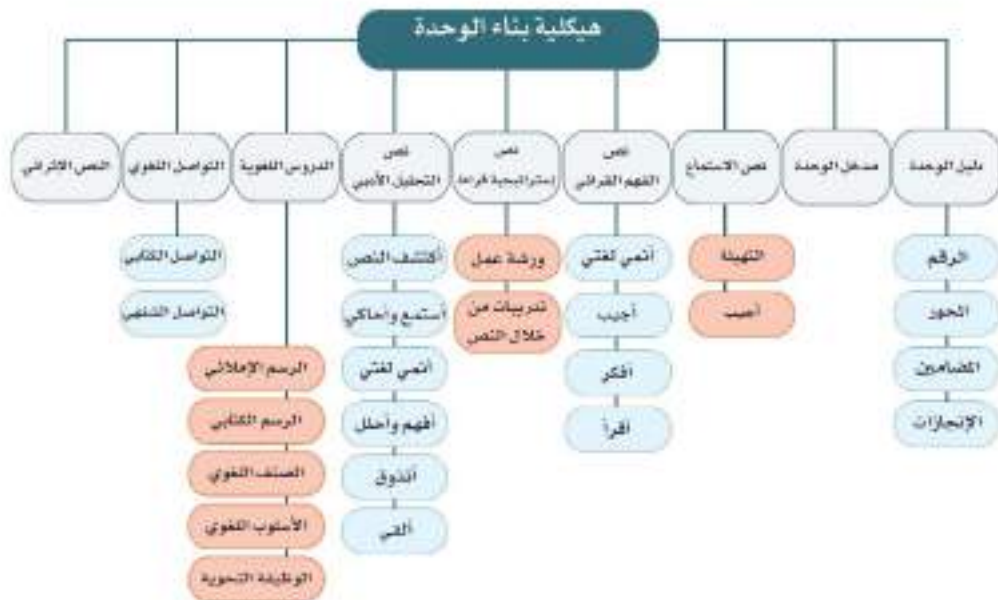 هيكلية بناء الوحدة
دليل الوحدة
مدخل الوحدة
نص الاستماع
نص
الفهم القرائي
نص
إستراتيجية قراءة
نص
التحليل الأدبي
الدروس اللغوية
التواصل اللغوي
النص الإثرائي
الرقم
المحور
المضامين
الإنجازات
التهيئة
أجيب
أنمي لغتي
أجيب
أفكر
أقرأ
ورشة عمل
تدريبات من
خلال النص
أكتشف النص
أستمع وأحاكي
أنمي لغتي
أفهم وأحلل
أتذوق
ألقي
الرسم الإملائي
الرسم الكتابي
الصنف اللغوي
الأسلوب اللغوي
الوظيفة النحوية
التواصل الكتابي
التواصل الشفهي